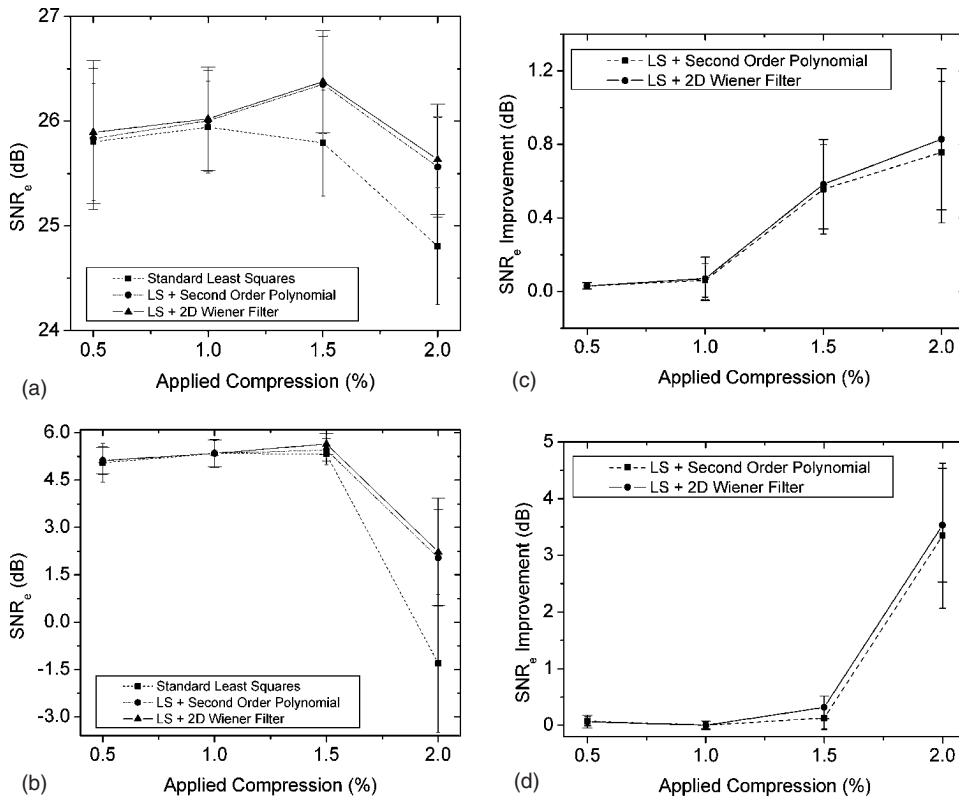 27
26
25
24
SNRe (dB)
Standard Least Squares
LS + Second Order Polynomial
LS + 2D Wiener Filter
0.5 1.0 1.5 2.0
(a) Applied Compression (%)
1.2
0.8
0.4
0.0
SNRe Improvement (dB)
LS + Second Order Polynomial
LS + 2D Wiener Filter
0.5 1.0 1.5 2.0
(c) Applied Compression (%)
6.0
4.5
3.0
1.5
0.0
-1.5
-3.0
SNRe (dB)
Standard Least Squares
LS + Second Order Polynomial
LS + 2D Wiener Filter
0.5 1.0 1.5 2.0
(b) Applied Compression (%)
5
4
3
2
1
0
SNRe Improvement (dB)
LS + Second Order Polynomial
LS + 2D Wiener Filter
0.5 1.0 1.5 2.0
(d) Applied Compression (%)